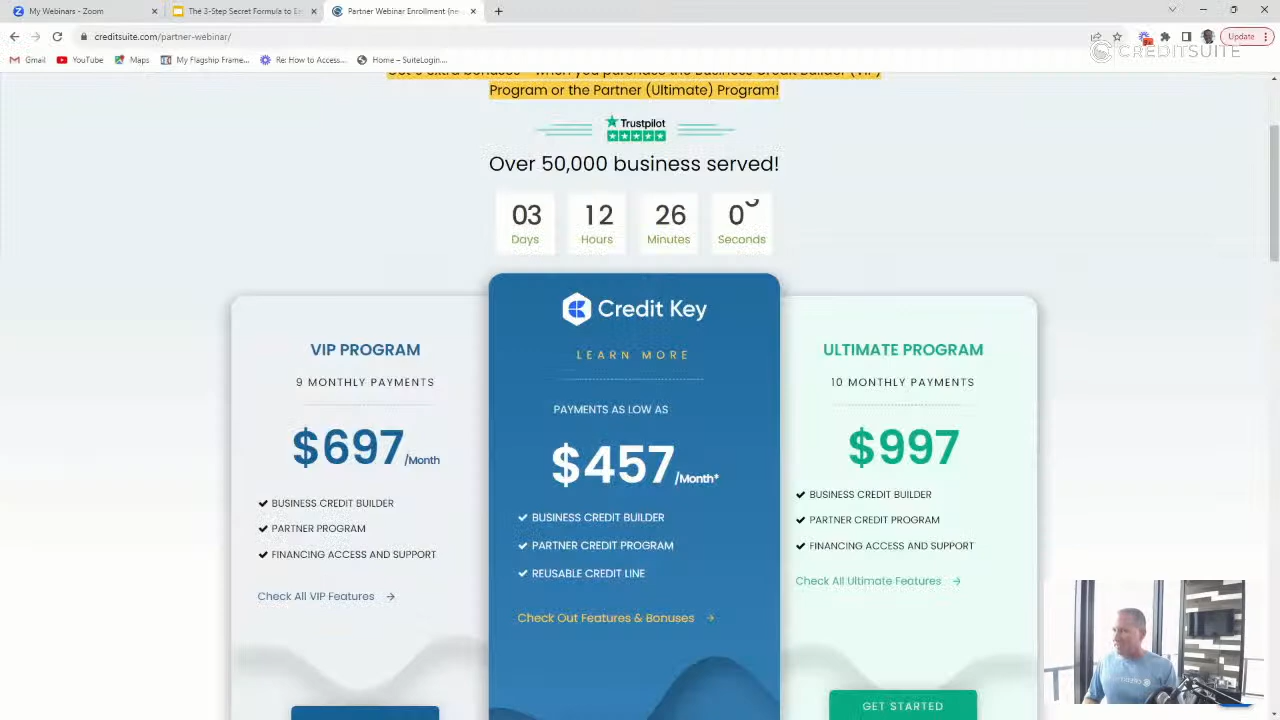 My Webinars
The 3-Step Secret Formula to E
Partner Webinar Enrollment (ne
creditsuite.com/partner-webinar/
Update
Gmail
YouTube
Maps
My Flagship Frame...
Re How to Access...
Home – SuiteLogin...
CREDITSUITE
Program or the Partner (Ultimate) Program!
Trustpilot
Over 50,000 business served!
03
12
26
0
Days
Hours
Minutes
Seconds
Credit Key
LEARN MORE
PAYMENTS AS LOW AS
$457/Month*
BUSINESS CREDIT BUILDER
PARTNER CREDIT PROGRAM
REUSABLE CREDIT LINE
Check Out Features & Bonuses
VIP PROGRAM
9 MONTHLY PAYMENTS
$697/Month
BUSINESS CREDIT BUILDER
PARTNER PROGRAM
FINANCING ACCESS AND SUPPORT
Check All VIP Features
ULTIMATE PROGRAM
10 MONTHLY PAYMENTS
$997
BUSINESS CREDIT BUILDER
PARTNER CREDIT PROGRAM
FINANCING ACCESS AND SUPPORT
Check All Ultimate Features
GET STARTED